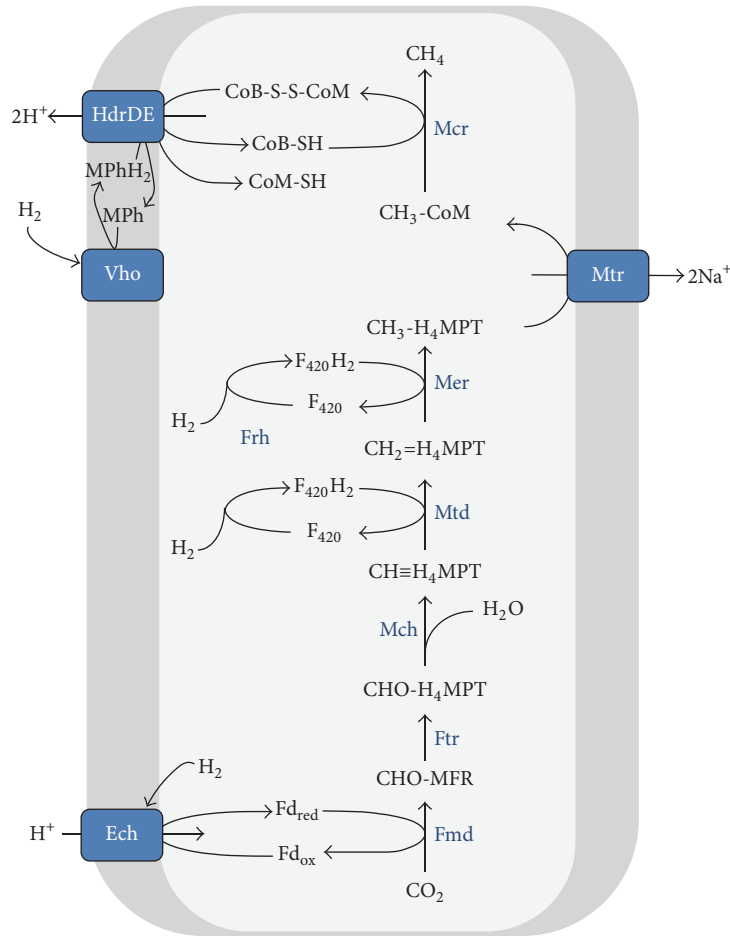 CH₄
CoB-S-S-CoM
2H⁺
HdrDE
Mcr
CoB-SH
MPhH₂
CoM-SH
H₂
MPh
CH₃-CoM
Vho
Mtr
2Na⁺
CH₃-H₄MPT
F₄₂₀H₂
Mer
F₄₂₀
H₂
Frh
CH₂=H₄MPT
F₄₂₀H₂
Mtd
F₄₂₀
H₂
CH≡H₄MPT
H₂O
Mch
CHO-H₄MPT
Ftr
H₂
CHO-MFR
Fd_red
H⁺
Ech
Fmd
Fd_ox
CO₂